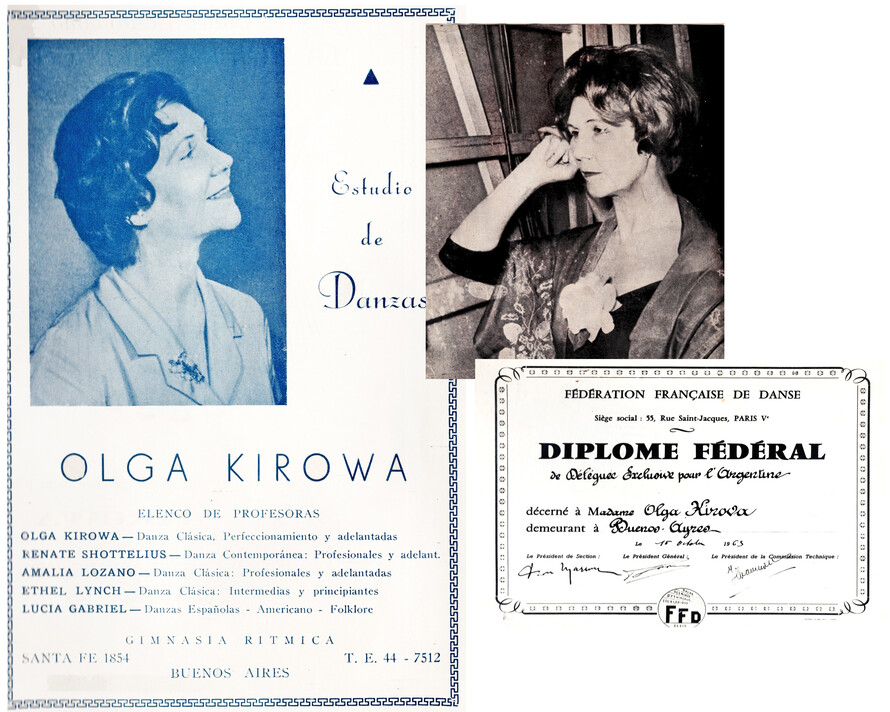 Estudio
de
Danzas
OLGA KIROWA
ELENCO DE PROFESORAS
OLGA KIROWA — Danza Clásica, Perfeccionamiento y adelantadas
RENATE SHOTTELIUS — Danza Contemporánea: Profesionales y adelant.
AMALIA LOZANO — Danza Clásica: Profesionales y adelantadas
ETHEL LYNCH — Danza Clásica: Intermedias y principiantes
LUCIA GABRIEL — Danzas Españolas - Americano - Folklore
GIMNASIA RITMICA
SANTA FE 1854 T. E. 44 - 7512
BUENOS AIRES
FÉDÉRATION FRANÇAISE DE DANSE
Siège social : 55, Rue Saint-Jacques, PARIS Ve
DIPLOME FÉDÉRAL
de Déléguée Exclusive pour l'Argentine
décerné à Madame Olga Kirova
demeurant à Buenos-Ayres
Le 15 octobre 1963
Le Président de Section : Le Président Général : Le Président de la Commission Technique :
FFD